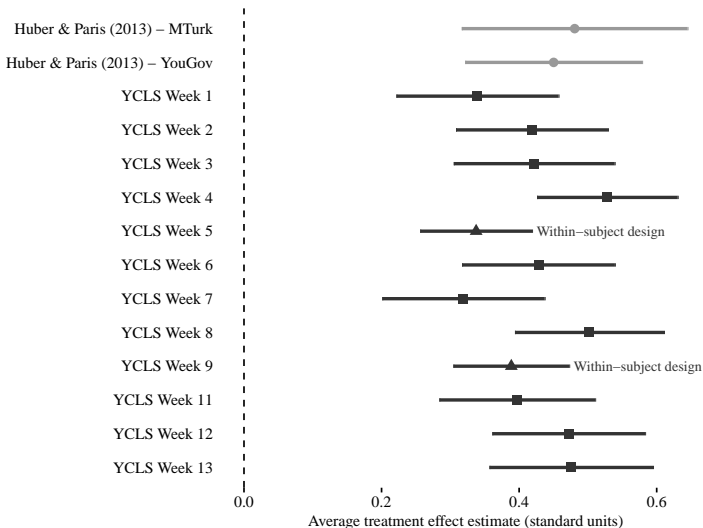 Huber & Paris (2013) – MTurk
Huber & Paris (2013) – YouGov
YCLS Week 1
YCLS Week 2
YCLS Week 3
YCLS Week 4
YCLS Week 5
Within−subject design
YCLS Week 6
YCLS Week 7
YCLS Week 8
YCLS Week 9
Within−subject design
YCLS Week 11
YCLS Week 12
YCLS Week 13
0.0 0.2 0.4 0.6
Average treatment effect estimate (standard units)